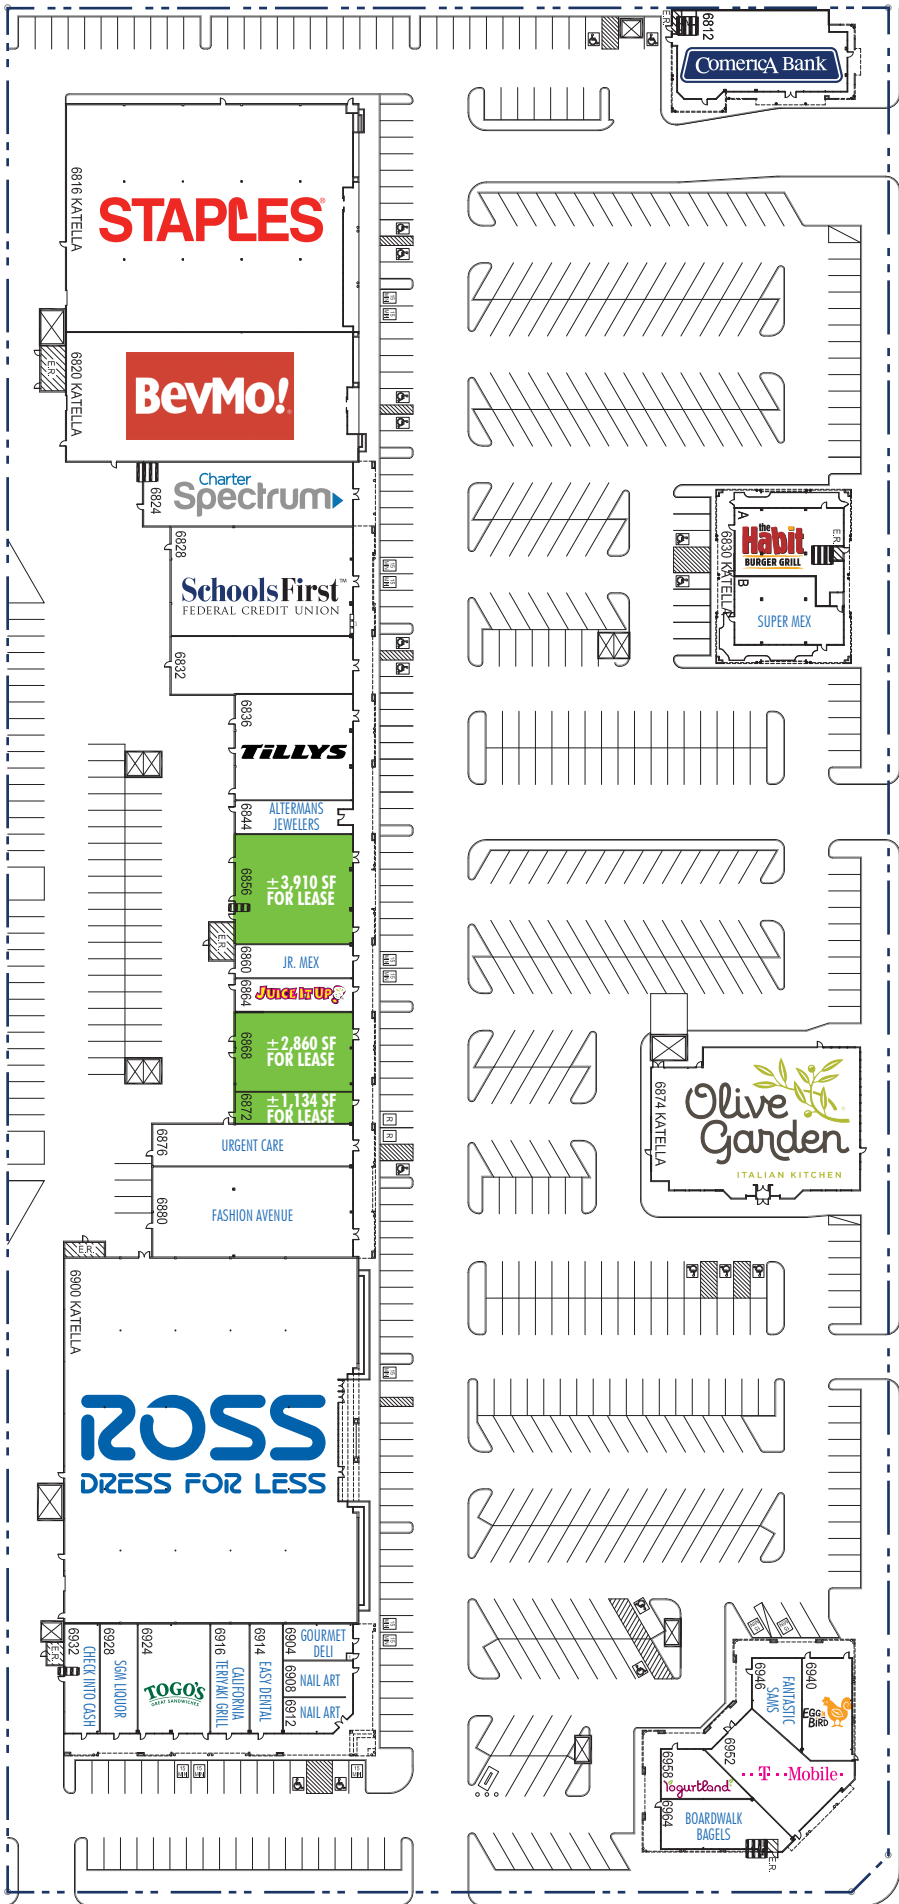 6812
E.R.
ComericA Bank
6816 KATELLA
STAPLES
E.R.
6820 KATELLA
BevMo!
6824
Charter
Spectrum
6828
SchoolsFirst™
FEDERAL CREDIT UNION
6830 KATELLA
A
the
Habit
BURGER GRILL
E.R.
B
SUPER MEX
6832
6836
TILLYS
6844
ALTERMANS
JEWELERS
6856
±3,910 SF
FOR LEASE
E.R.
6860
JR. MEX
6864
JUICE IT UP!
6868
±2,860 SF
FOR LEASE
6872
±1,134 SF
FOR LEASE
6874 KATELLA
Olive
Garden
ITALIAN KITCHEN
R
R
6876
URGENT CARE
6880
FASHION AVENUE
E.R.
6900 KATELLA
ROSS
DRESS FOR LESS
6932
CHECK INTO CASH
E.R.
6928
SGM LIQUOR
6924
TOGO'S
GREAT SANDWICHES
6916
CALIFORNIA
TERIYAKI GRILL
6914
EASY DENTAL
6904
GOURMET
DELI
6908
NAIL ART
6912
NAIL ART
6946
FANTASTIC
SAMS
6940
EGG N
BIRD
6952
T-Mobile
6958
Yogurtland
6964
BOARDWALK
BAGELS
E.R.